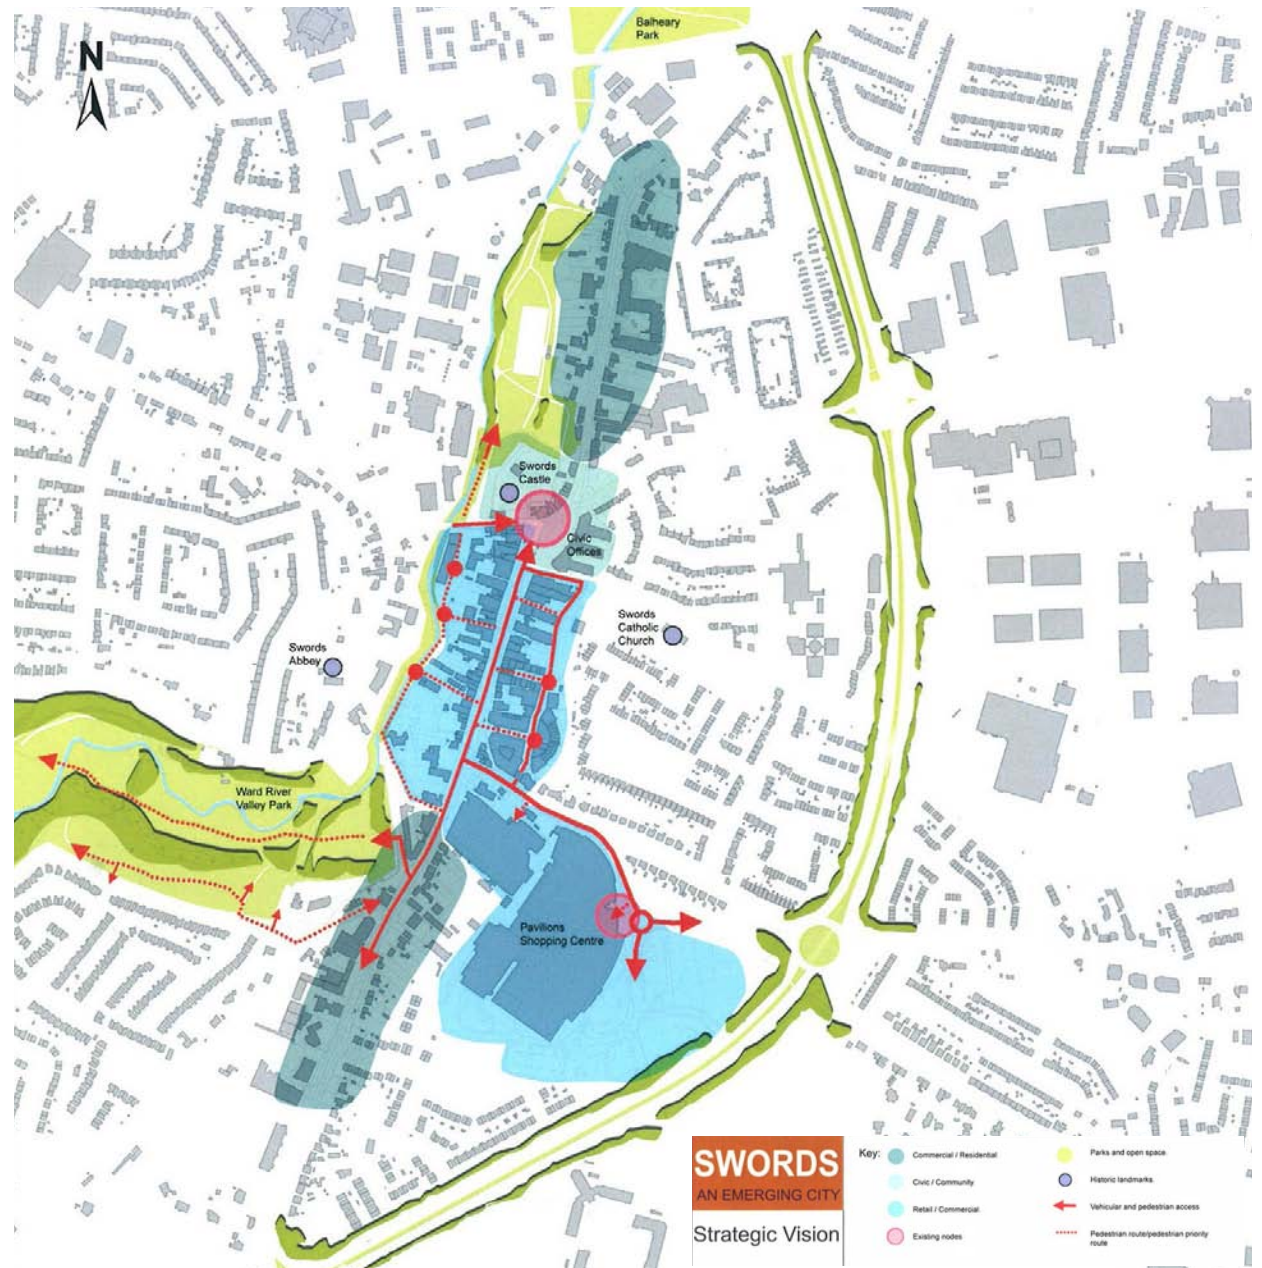 Balheary
Park
N
Swords
Castle
Civic
Offices
Swords
Catholic
Church
Swords
Abbey
Ward River
Valley Park
Pavilions
Shopping Centre
SWORDS
AN EMERGING CITY
Strategic Vision
Key:
Commercial / Residential
Civic / Community
Retail / Commercial
Existing nodes
Parks and open space
Historic landmarks
Vehicular and pedestrian access
Pedestrian route/pedestrian priority
route